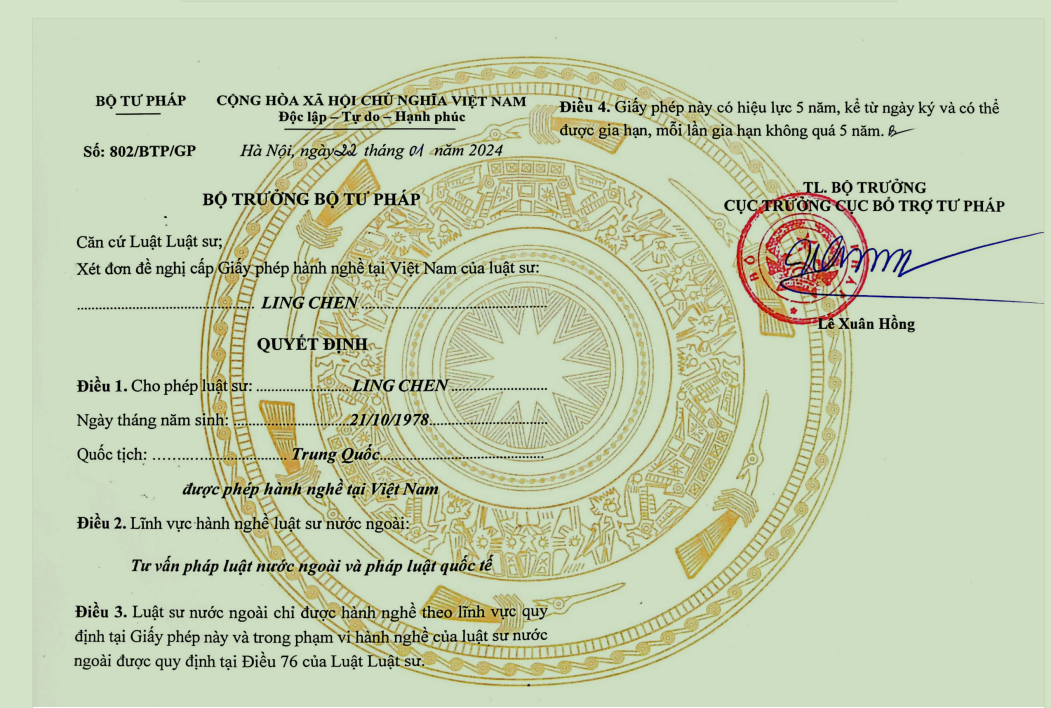 BỘ TƯ PHÁP
CỘNG HÒA XÃ HỘI CHỦ NGHĨA VIỆT NAM
Độc lập – Tự do – Hạnh phúc
Số: 802/BTP/GP
Hà Nội, ngày 22 tháng 01 năm 2024
BỘ TRƯỞNG BỘ TƯ PHÁP
Căn cứ Luật Luật sư;
Xét đơn đề nghị cấp Giấy phép hành nghề tại Việt Nam của luật sư:
LING CHEN
QUYẾT ĐỊNH
Điều 1. Cho phép luật sư: LING CHEN
Ngày tháng năm sinh: 21/10/1978
Quốc tịch: Trung Quốc
được phép hành nghề tại Việt Nam
Điều 2. Lĩnh vực hành nghề luật sư nước ngoài:
Tư vấn pháp luật nước ngoài và pháp luật quốc tế
Điều 3. Luật sư nước ngoài chỉ được hành nghề theo lĩnh vực quy
định tại Giấy phép này và trong phạm vi hành nghề của luật sư nước
ngoài được quy định tại Điều 76 của Luật Luật sư.
Điều 4. Giấy phép này có hiệu lực 5 năm, kể từ ngày ký và có thể
được gia hạn, mỗi lần gia hạn không quá 5 năm.
TL. BỘ TRƯỞNG
CỤC TRƯỞNG CỤC BỔ TRỢ TƯ PHÁP
Lê Xuân Hồng